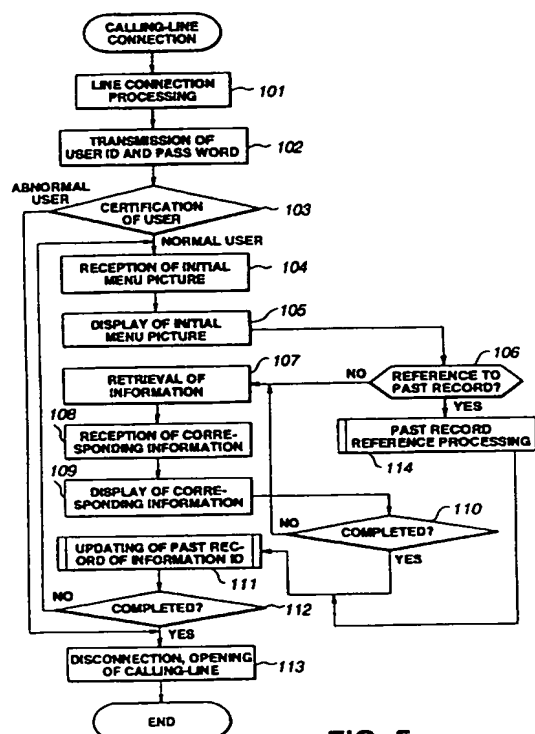 CALLING-LINE
CONNECTION
LINE CONNECTION
PROCESSING
101
TRANSMISSION OF
USER ID AND PASS WORD
102
ABNORMAL
USER
CERTIFICATION
OF USER
103
NORMAL USER
RECEPTION OF INITIAL
MENU PICTURE
104
DISPLAY OF INITIAL
MENU PICTURE
105
106
REFERENCE TO
PAST RECORD?
NO
YES
107
RETRIEVAL OF
INFORMATION
PAST RECORD
REFERENCE PROCESSING
114
108
RECEPTION OF CORRE-
SPONDING INFORMATION
109
DISPLAY OF CORRE-
SPONDING INFORMATION
110
COMPLETED?
NO
YES
UPDATING OF PAST REC-
ORD OF INFORMATION ID
111
NO
COMPLETED?
112
YES
DISCONNECTION, OPENING
OF CALLING-LINE
113
END